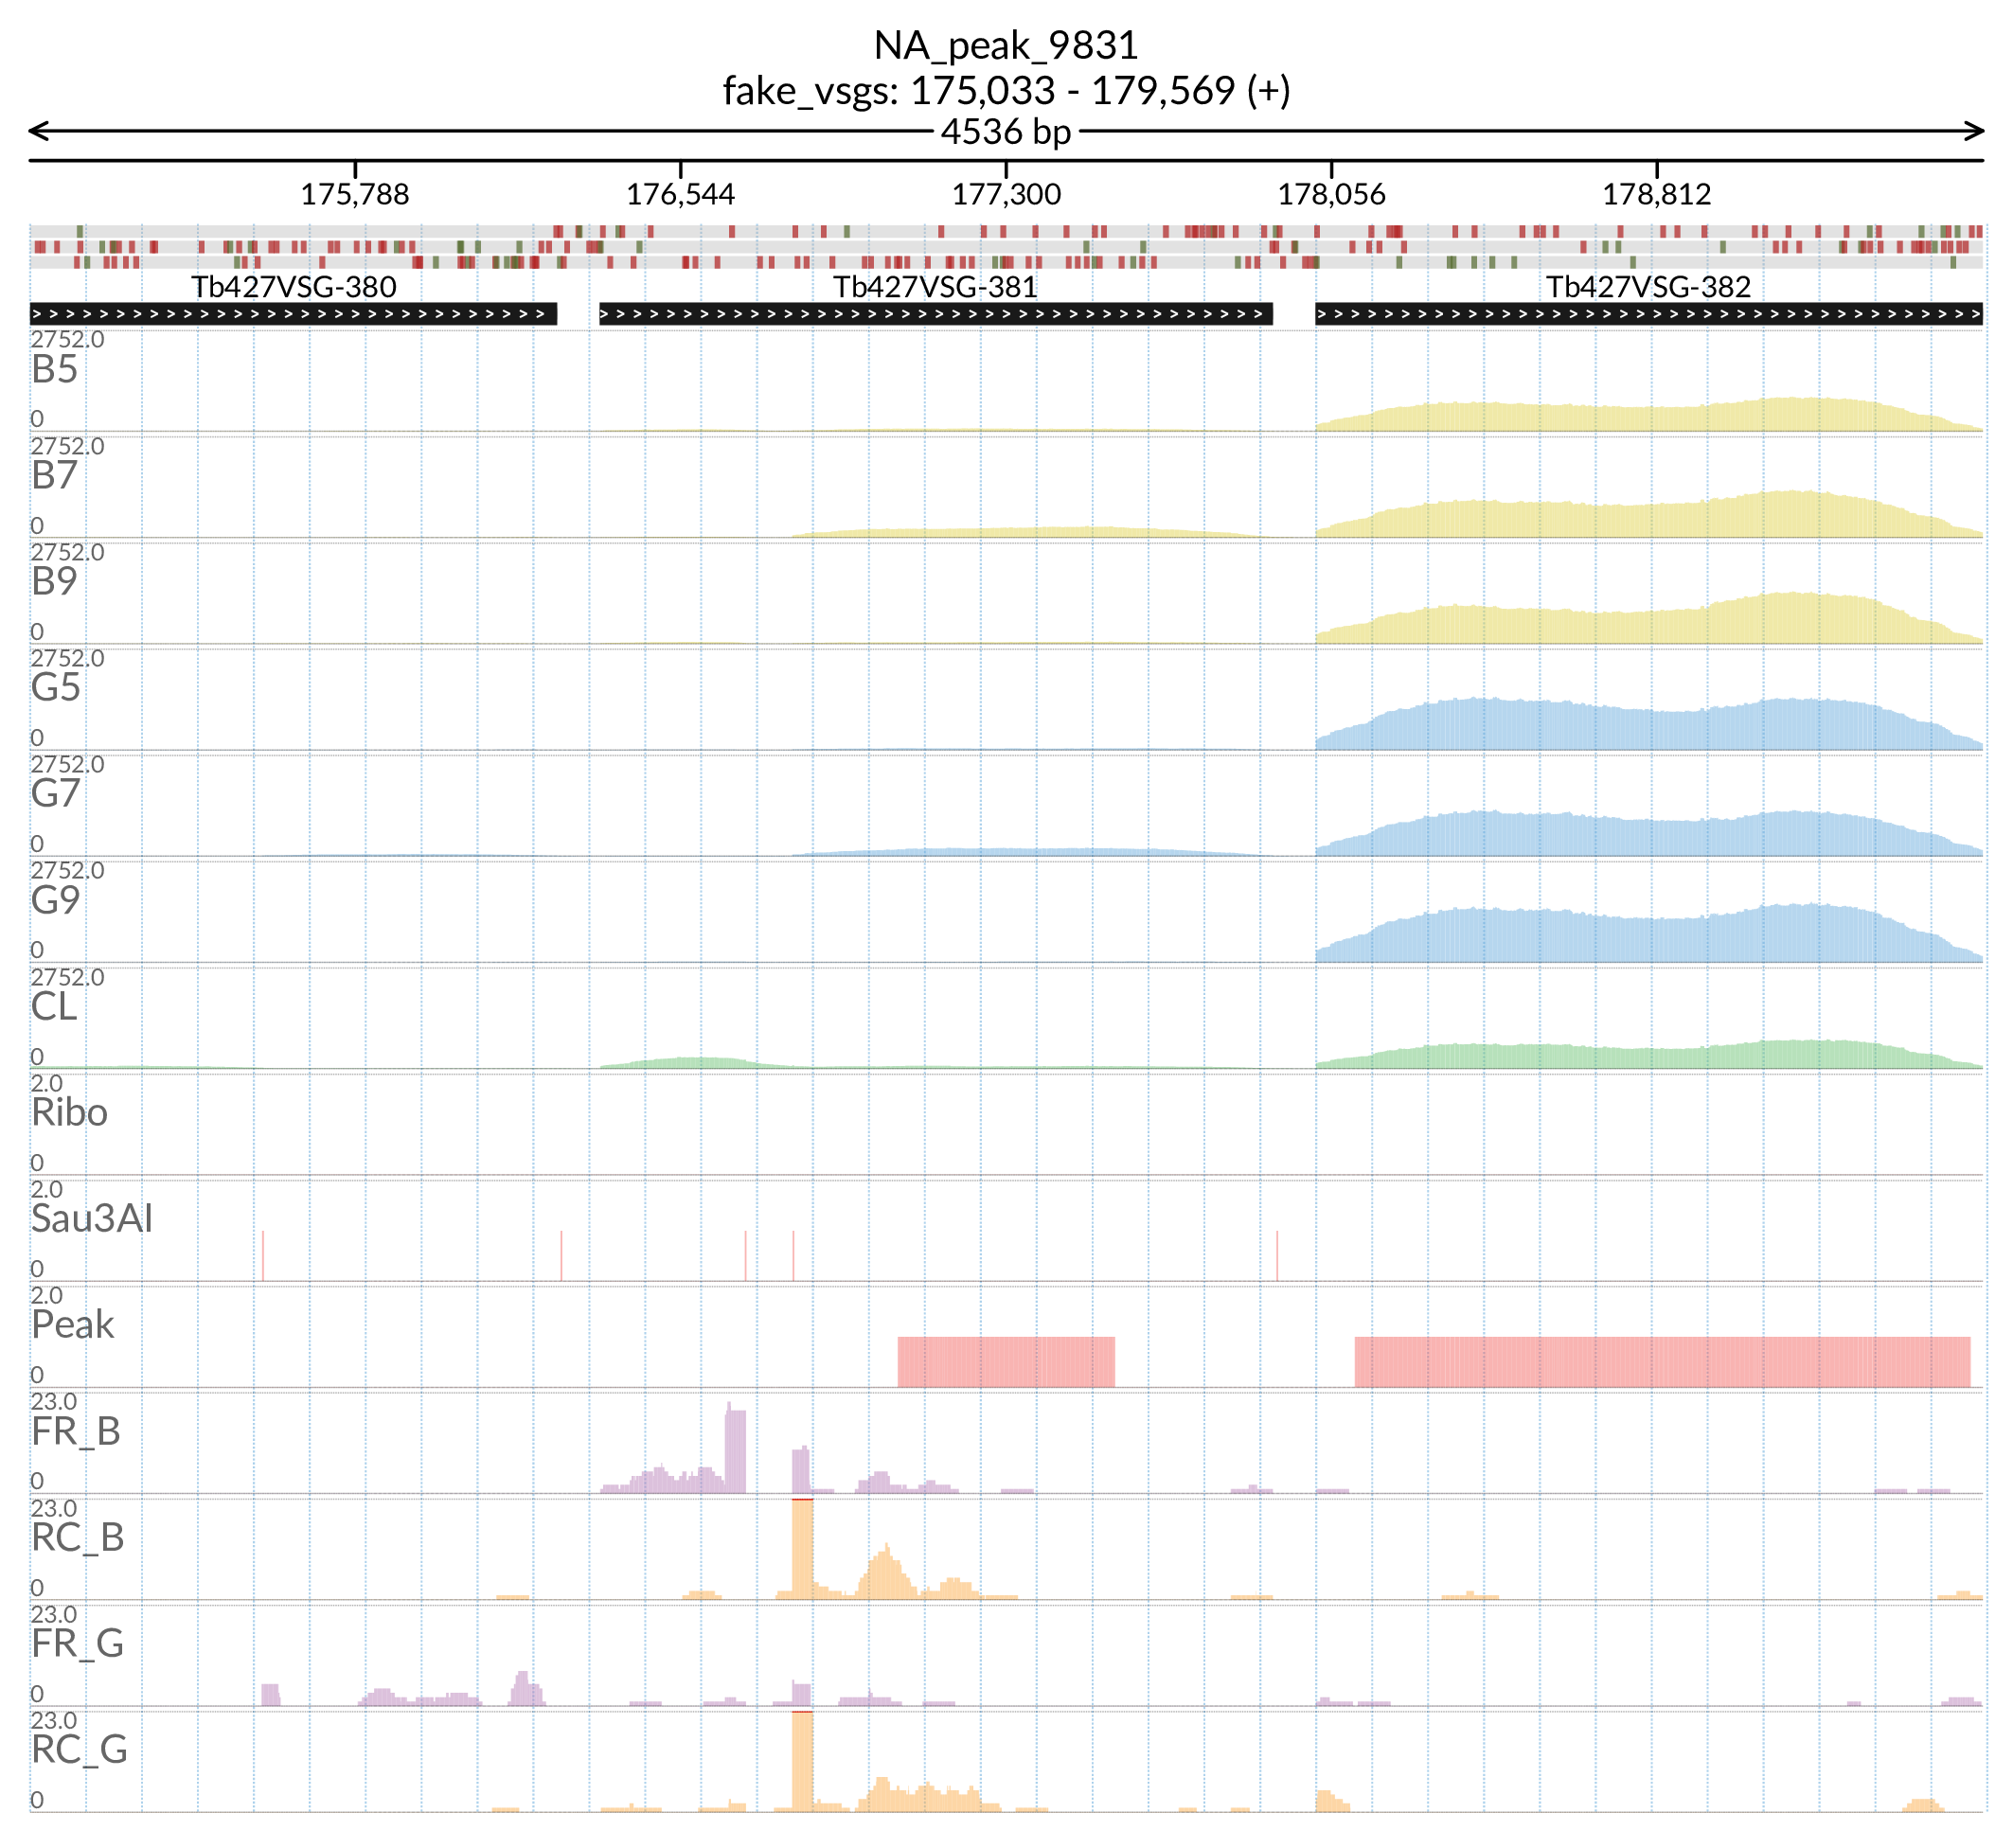 NA_peak_9831
fake_vsgs: 175,033 - 179,569 (+)
4536 bp
175,788 176,544 177,300 178,056 178,812
Tb427VSG-380 Tb427VSG-381 Tb427VSG-382
2752.0
B5
0
2752.0
B7
0
2752.0
B9
0
2752.0
G5
0
2752.0
G7
0
2752.0
G9
0
2752.0
CL
0
2.0
Ribo
0
2.0
Sau3AI
0
2.0
Peak
0
23.0
FR_B
0
23.0
RC_B
0
23.0
FR_G
0
23.0
RC_G
0